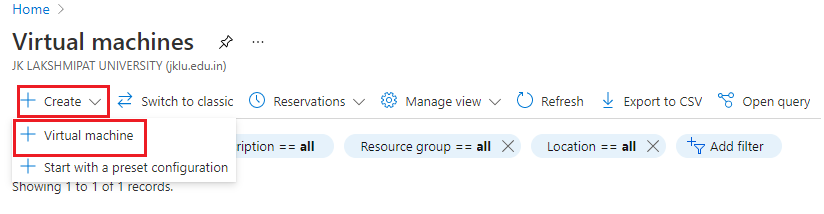 Home >
Virtual machines ...
JK LAKSHMIPAT UNIVERSITY (jklu.edu.in)
+ Create Switch to classic Reservations Manage view Refresh Export to CSV Open query
+ Virtual machine
ription == all Resource group == all × Location == all × Add filter
+ Start with a preset configuration
Showing 1 to 1 of 1 records.